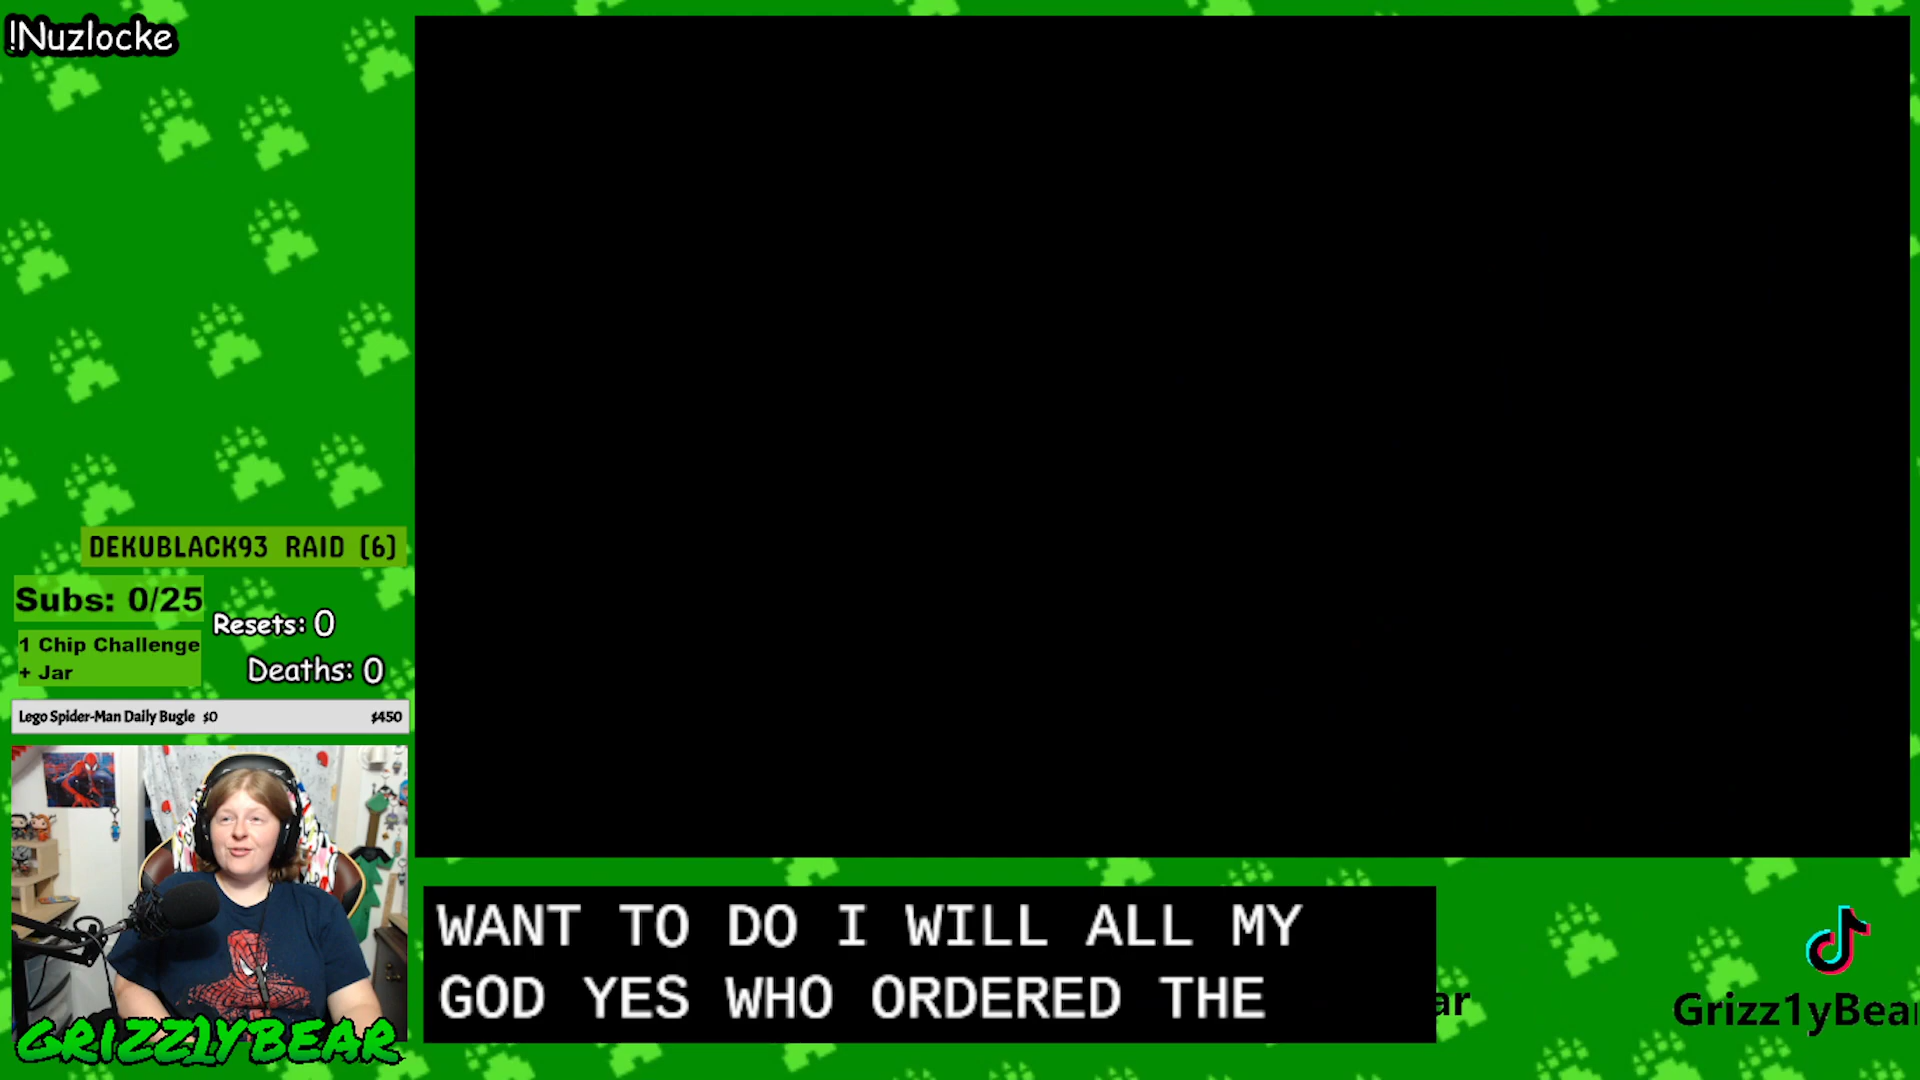 !Nuzlocke
DEKUBLACK93 RAID (6)
Subs: 0/25
Resets: 0
1 Chip Challenge
+ Jar
Deaths: 0
Lego Spider-Man Daily Bugle $0 $450
WANT TO DO I WILL ALL MY
GOD YES WHO ORDERED THE
ar
Grizz1yBear
GRIZZ1YBEAR